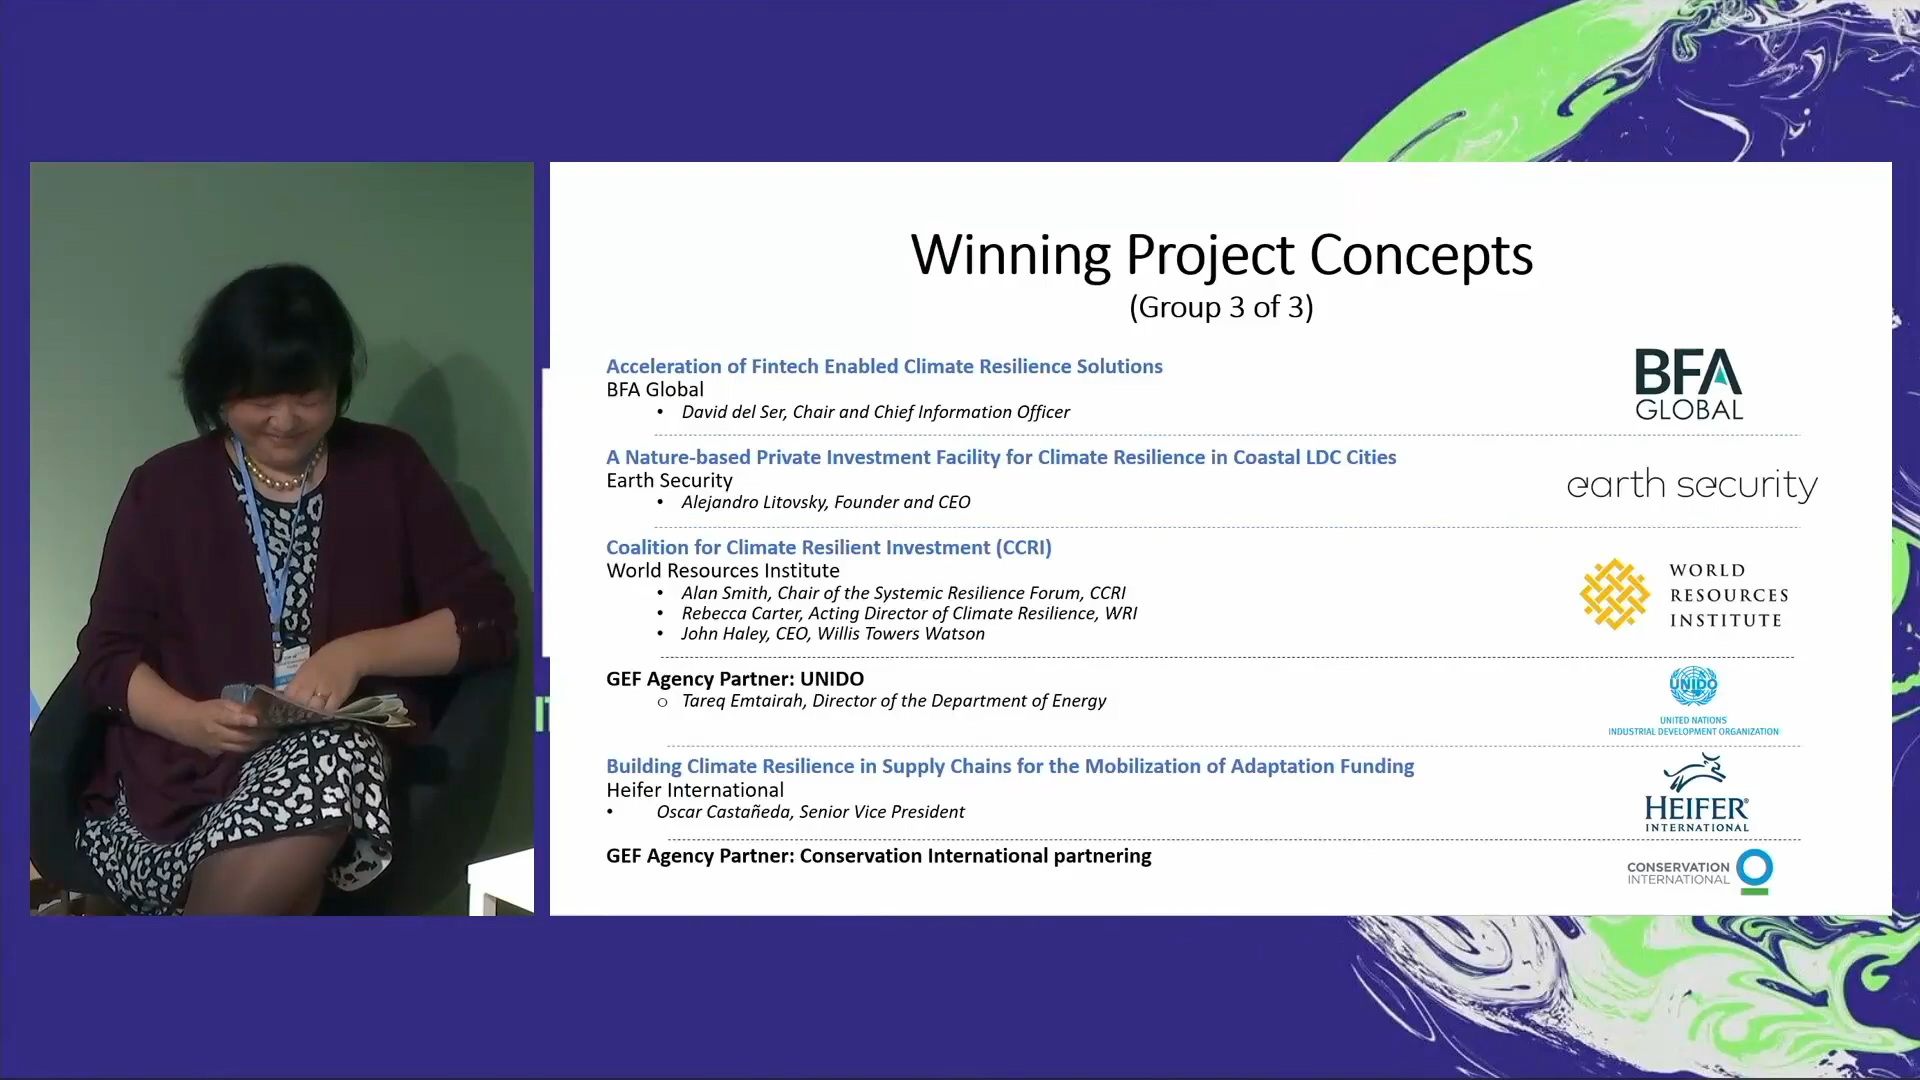 Winning Project Concepts
(Group 3 of 3)
Acceleration of Fintech Enabled Climate Resilience Solutions
BFA Global
• David del Ser, Chair and Chief Information Officer
BFA
GLOBAL
A Nature-based Private Investment Facility for Climate Resilience in Coastal LDC Cities
Earth Security
• Alejandro Litovsky, Founder and CEO
earth security
Coalition for Climate Resilient Investment (CCRI)
World Resources Institute
• Alan Smith, Chair of the Systemic Resilience Forum, CCRI
• Rebecca Carter, Acting Director of Climate Resilience, WRI
• John Haley, CEO, Willis Towers Watson
WORLD
RESOURCES
INSTITUTE
GEF Agency Partner: UNIDO
o Tareq Emtairah, Director of the Department of Energy
UNIDO
UNITED NATIONS
INDUSTRIAL DEVELOPMENT ORGANIZATION
Building Climate Resilience in Supply Chains for the Mobilization of Adaptation Funding
Heifer International
• Oscar Castañeda, Senior Vice President
HEIFER®
INTERNATIONAL
GEF Agency Partner: Conservation International partnering
CONSERVATION
INTERNATIONAL